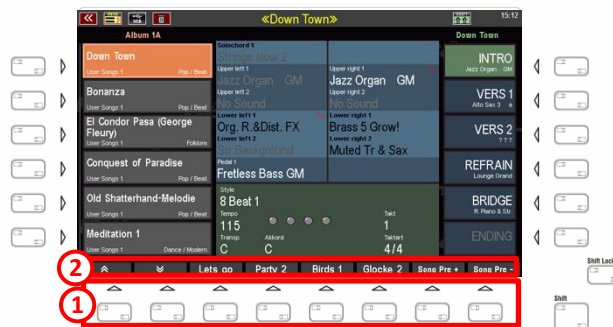 «Down Town»
15:12
Album 1A
Down Town
Down Town
User Songs 1
Pop / Beat
Bonanza
User Songs 1
Pop / Beat
El Condor Pasa (George
Fleury)
User Songs 1
Folklore
Conquest of Paradise
User Songs 1
Pop / Beat
Old Shatterhand-Melodie
User Songs 1
Pop / Beat
Meditation 1
User Songs 1
Dance / Modern
Solochord 1
Strings slow 2
Upper left 1
Jazz Organ GM
Upper left 2
No Sound
Lower left 1
Org. R.&Dist. FX
Lower left 2
Str.Background
Pedal 1
Fretless Bass GM
Upper right 1
Jazz Organ GM
Upper right 2
No Sound
Lower right 1
Brass 5 Growl
Lower right 2
Muted Tr & Sax
Style
8 Beat 1
Tempo
115
Takt
1
Transp.
C
Akkord
C
Taktart
4/4
INTRO
Jazz Organ GM
VERS 1
Alto Sax 3
VERS 2
???
REFRAIN
Lounge Grand
BRIDGE
R. Piano & Str.
ENDING
2
Lets go
Party 2
Birds 1
Glocke 2
Song Pre +
Song Pre -
1
Shift Lock
Shift